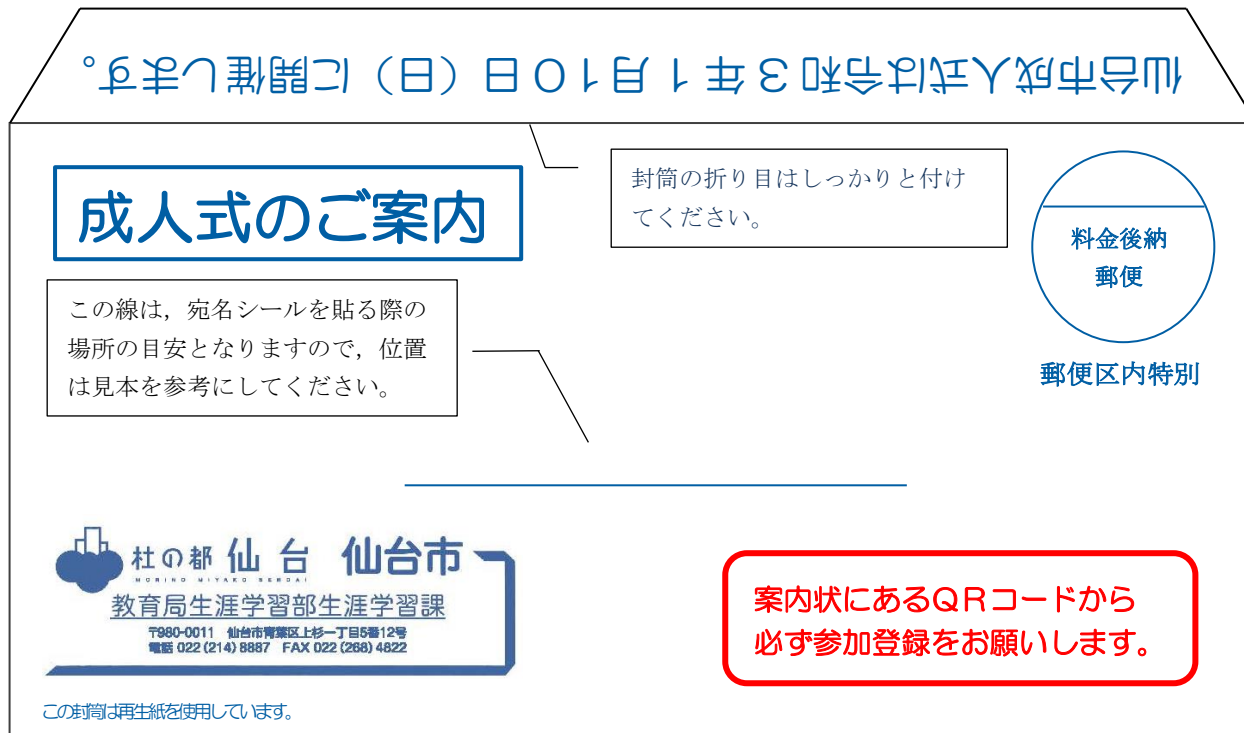 仙台市成人式は令和３年１月１０日（日）に開催します。
成人式のご案内
封筒の折り目はしっかりと付け
てください。
料金後納
郵便
郵便区内特別
この線は，宛名シールを貼る際の
場所の目安となりますので，位置
は見本を参考にしてください。
杜の都 仙台 仙台市
MORINO MIYAKO SENDAI
教育局生涯学習部生涯学習課
〒980-0011 仙台市青葉区上杉一丁目5番12号
電話 022(214)8887 FAX 022(268)4822
案内状にあるＱＲコードから
必ず参加登録をお願いします。
この封筒は再生紙を使用しています。